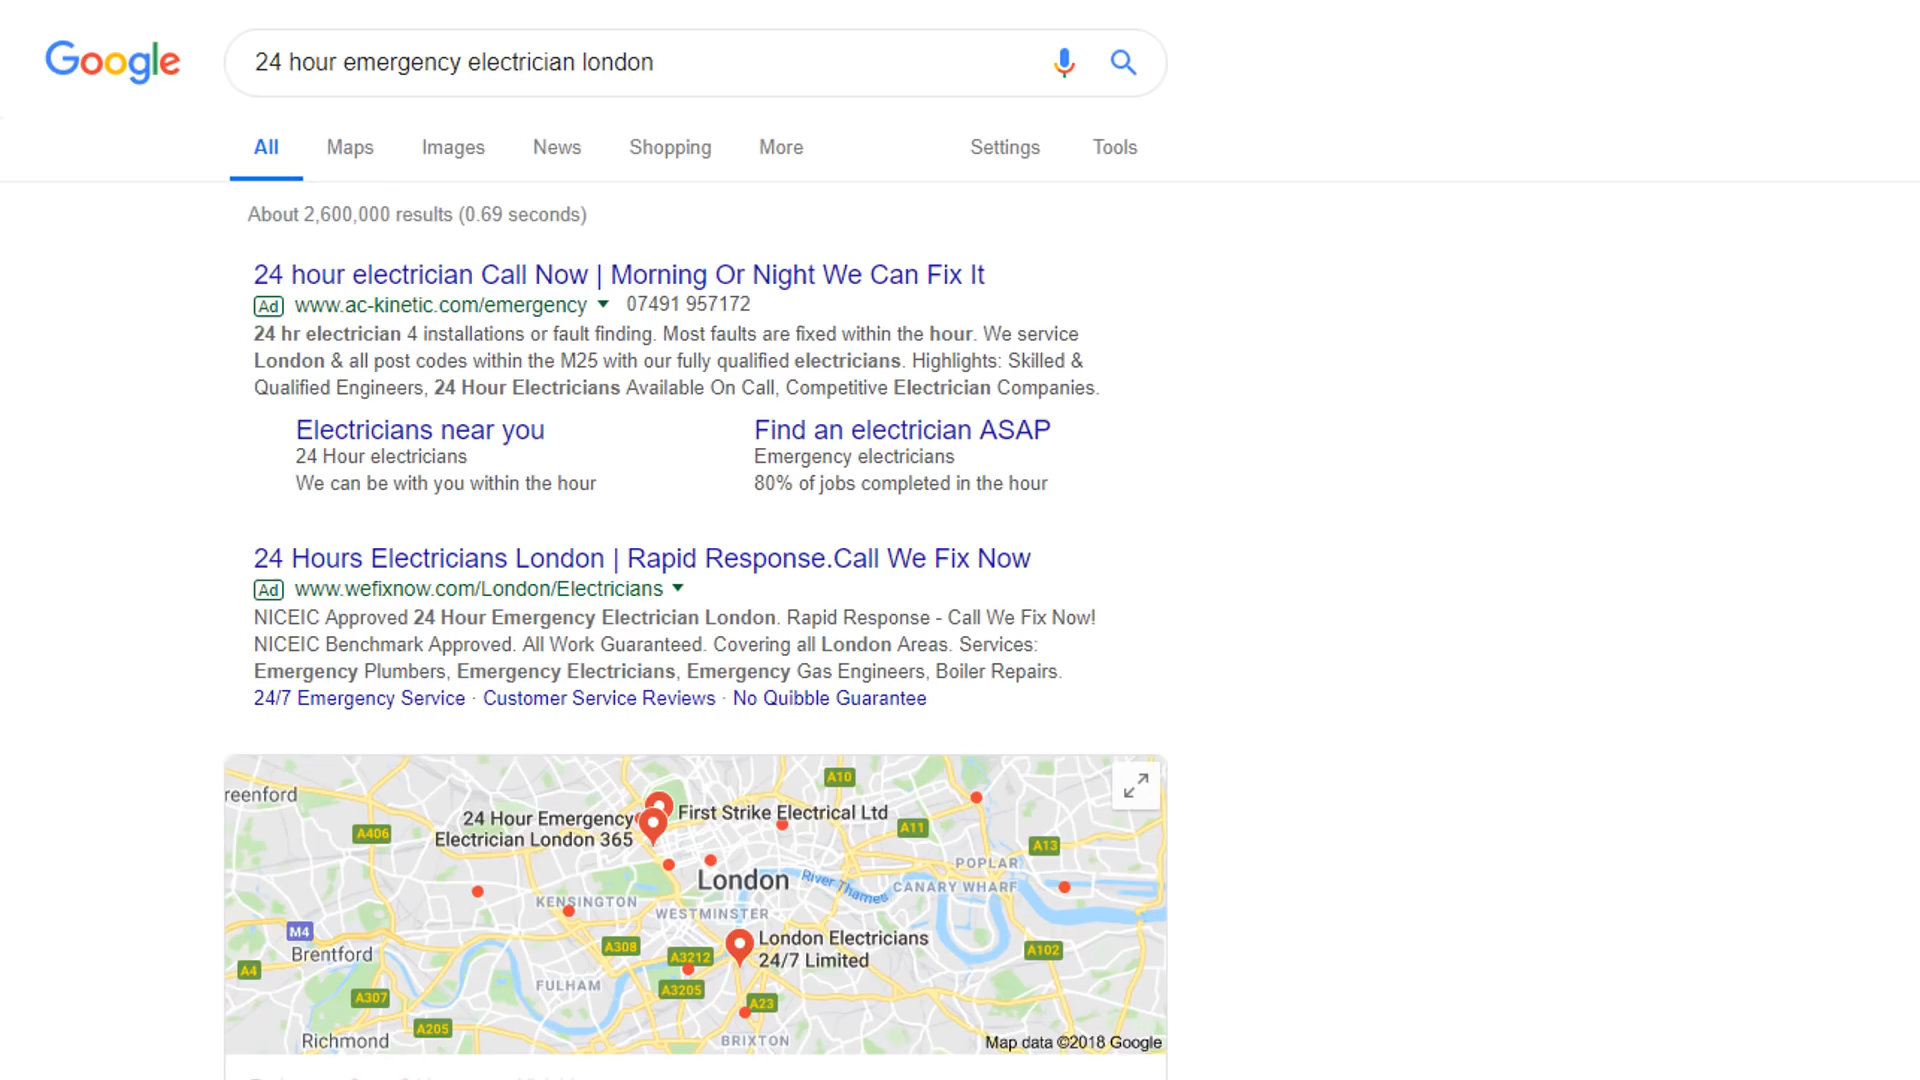 Google
24 hour emergency electrician london
All Maps Images News Shopping More Settings Tools
About 2,600,000 results (0.69 seconds)
24 hour electrician Call Now | Morning Or Night We Can Fix It
Ad www.ac-kinetic.com/emergency 07491 957172
24 hr electrician 4 installations or fault finding. Most faults are fixed within the hour. We service
London & all post codes within the M25 with our fully qualified electricians. Highlights: Skilled &
Qualified Engineers, 24 Hour Electricians Available On Call, Competitive Electrician Companies.
Electricians near you
24 Hour electricians
We can be with you within the hour
Find an electrician ASAP
Emergency electricians
80% of jobs completed in the hour
24 Hours Electricians London | Rapid Response.Call We Fix Now
Ad www.wefixnow.com/London/Electricians
NICEIC Approved 24 Hour Emergency Electrician London. Rapid Response - Call We Fix Now!
NICEIC Benchmark Approved. All Work Guaranteed. Covering all London Areas. Services:
Emergency Plumbers, Emergency Electricians, Emergency Gas Engineers, Boiler Repairs.
24/7 Emergency Service · Customer Service Reviews · No Quibble Guarantee
A10
reenford
24 Hour Emergency
Electrician London 365
First Strike Electrical Ltd
A406
A11
A13
POPLAR
London
River Thames
CANARY WHARF
KENSINGTON
WESTMINSTER
M4
Brentford
A308
A3212
London Electricians
24/7 Limited
A102
A4
FULHAM
A3205
A307
A23
A205
Richmond
BRIXTON
Map data ©2018 Google